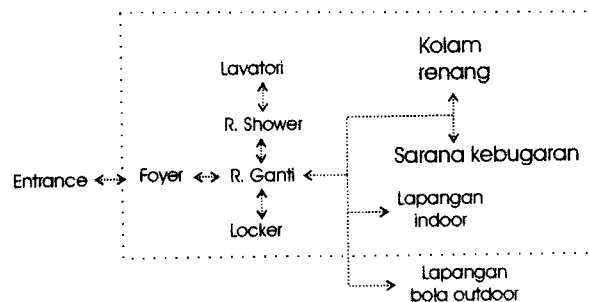 Kolam
renang
Lavatori
R. Shower
Sarana kebugaran
Entrance
Foyer
R. Ganti
Lapangan
indoor
Locker
Lapangan
bola outdoor